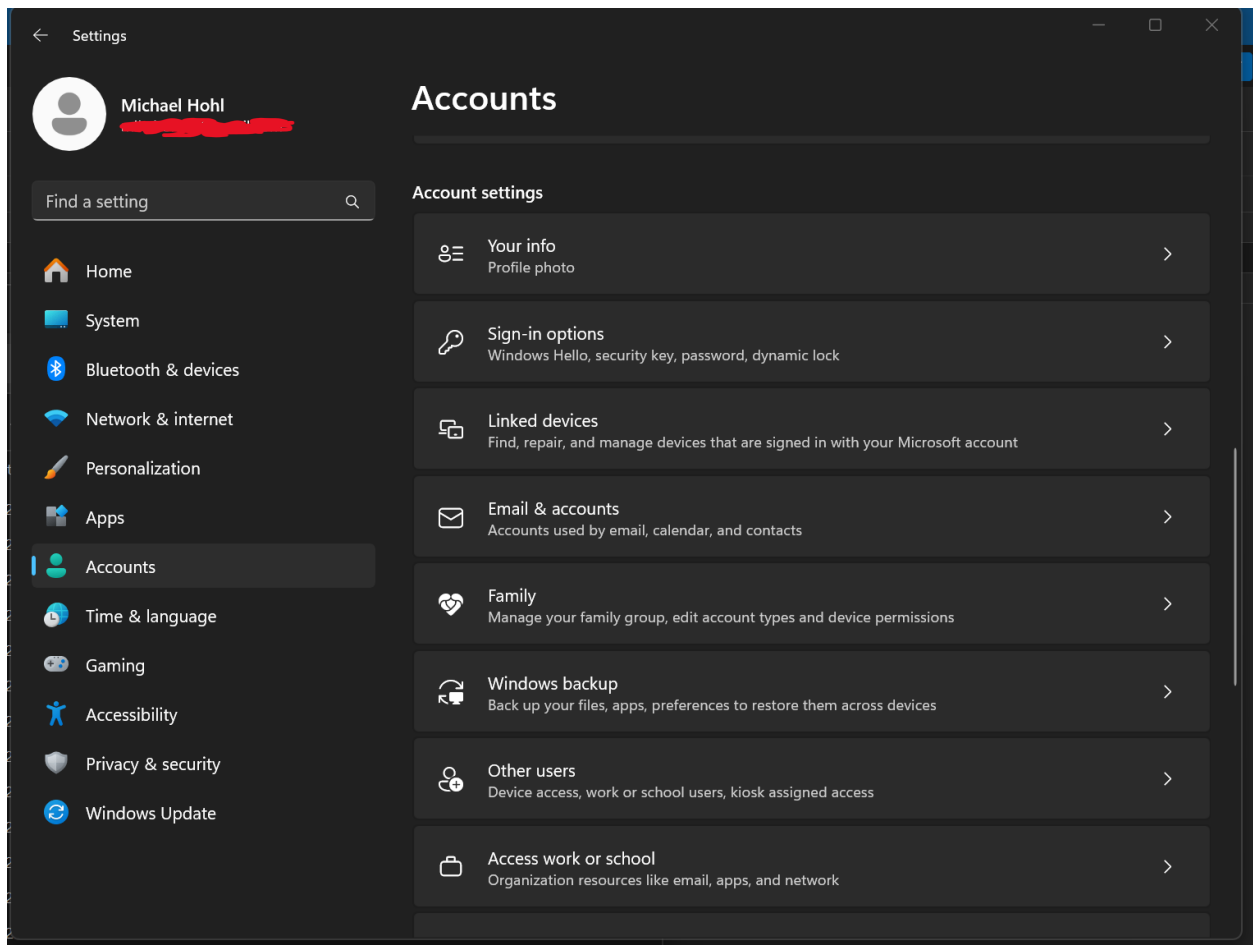 Settings
Michael Hohl
Find a setting
Home
System
Bluetooth & devices
Network & internet
Personalization
Apps
Accounts
Time & language
Gaming
Accessibility
Privacy & security
Windows Update
Accounts
Account settings
Your info
Profile photo
Sign-in options
Windows Hello, security key, password, dynamic lock
Linked devices
Find, repair, and manage devices that are signed in with your Microsoft account
Email & accounts
Accounts used by email, calendar, and contacts
Family
Manage your family group, edit account types and device permissions
Windows backup
Back up your files, apps, preferences to restore them across devices
Other users
Device access, work or school users, kiosk assigned access
Access work or school
Organization resources like email, apps, and network